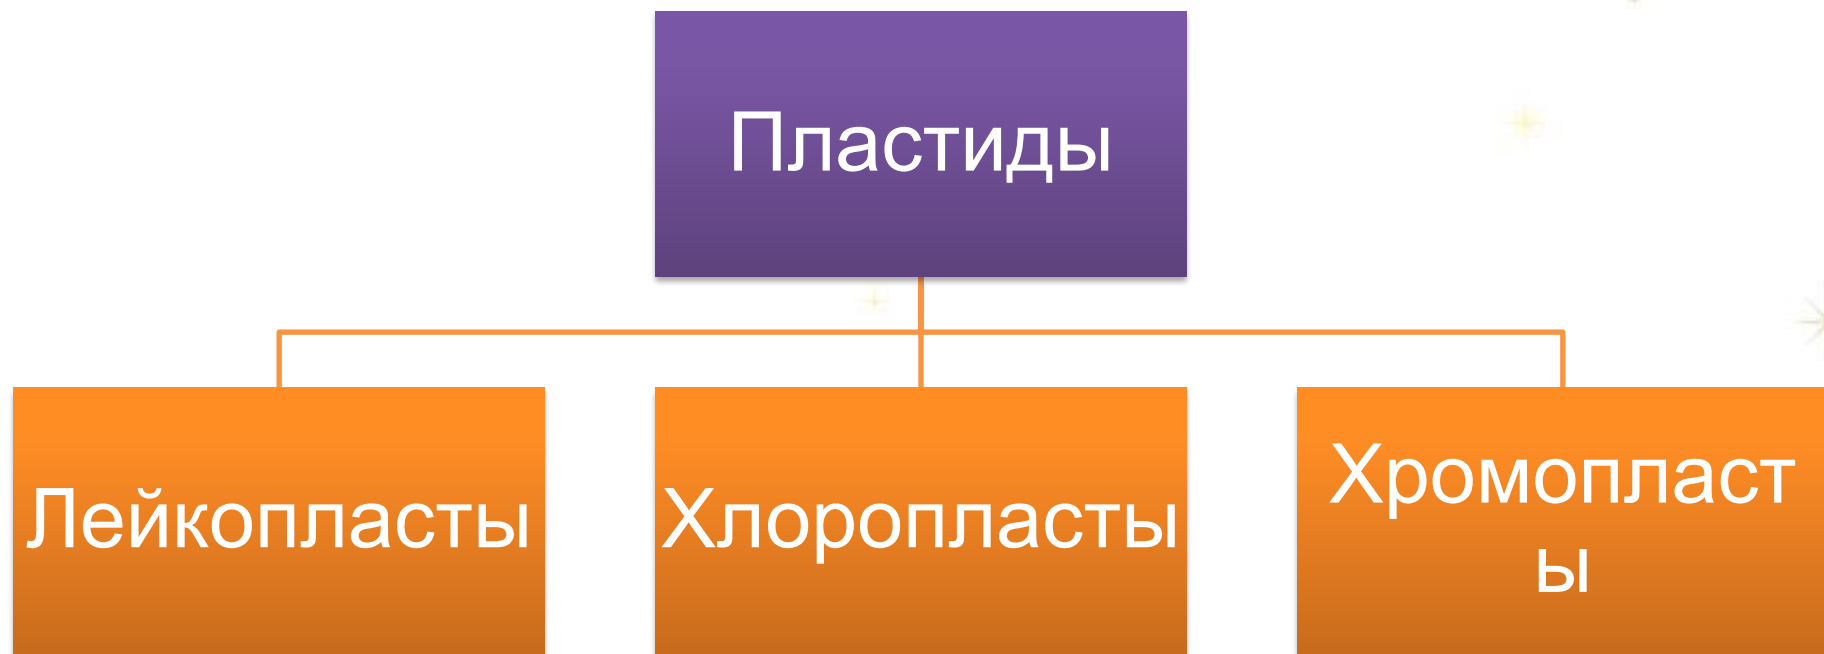 Пластиды
Лейкопласты
Хлоропласты
Хромопласт
ы